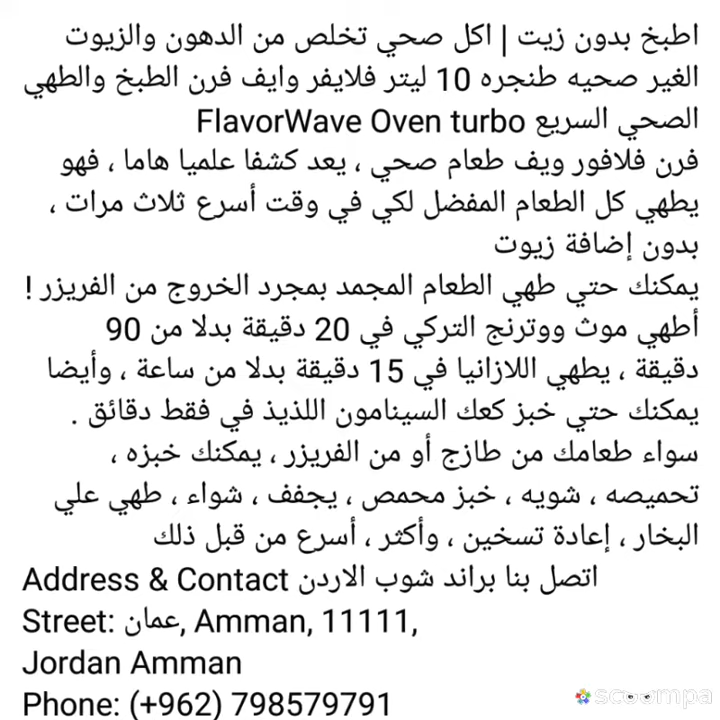 اطبخ بدون زيت | اكل صحي تخلص من الدهون والزيوت
الغير صحيه طنجره 10 ليتر فلايفر وايف فرن الطبخ والطهي
الصحي السريع FlavorWave Oven turbo
فرن فلافور ويف طعام صحي ، يعد كشفا علميا هاما ، فهو
يطهي كل الطعام المفضل لكي في وقت أسرع ثلاث مرات ،
بدون إضافة زيوت
يمكنك حتي طهي الطعام المجمد بمجرد الخروج من الفريزر !
أطهي موث ووترنج التركي في 20 دقيقة بدلا من 90
دقيقة ، يطهي اللازانيا في 15 دقيقة بدلا من ساعة ، وأيضا
يمكنك حتي خبز كعك السينامون اللذيذ في فقط دقائق .
سواء طعامك من طازج أو من الفريزر ، يمكنك خبزه ،
تحميصه ، شويه ، خبز محمص ، يجفف ، شواء ، طهي علي
البخار ، إعادة تسخين ، وأكثر ، أسرع من قبل ذلك
Address & Contact اتصل بنا براند شوب الاردن
Street: عمان, Amman, 11111,
Jordan Amman
Phone: (+962) 798579791
scoompa